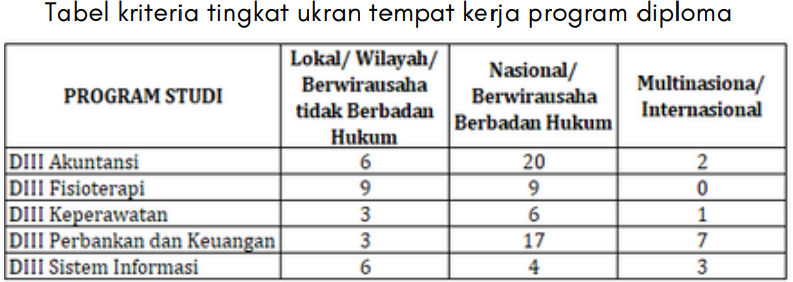 Tabel kriteria tingkat ukran tempat kerja program diploma
PROGRAM STUDI Lokal/ Wilayah/ Berwirausaha tidak Berbadan Hukum Nasional/ Berwirausaha Berbadan Hukum Multinasiona/ Internasional
DIII Akuntansi 6 20 2
DIII Fisioterapi 9 9 0
DIII Keperawatan 3 6 1
DIII Perbankan dan Keuangan 3 17 7
DIII Sistem Informasi 6 4 3